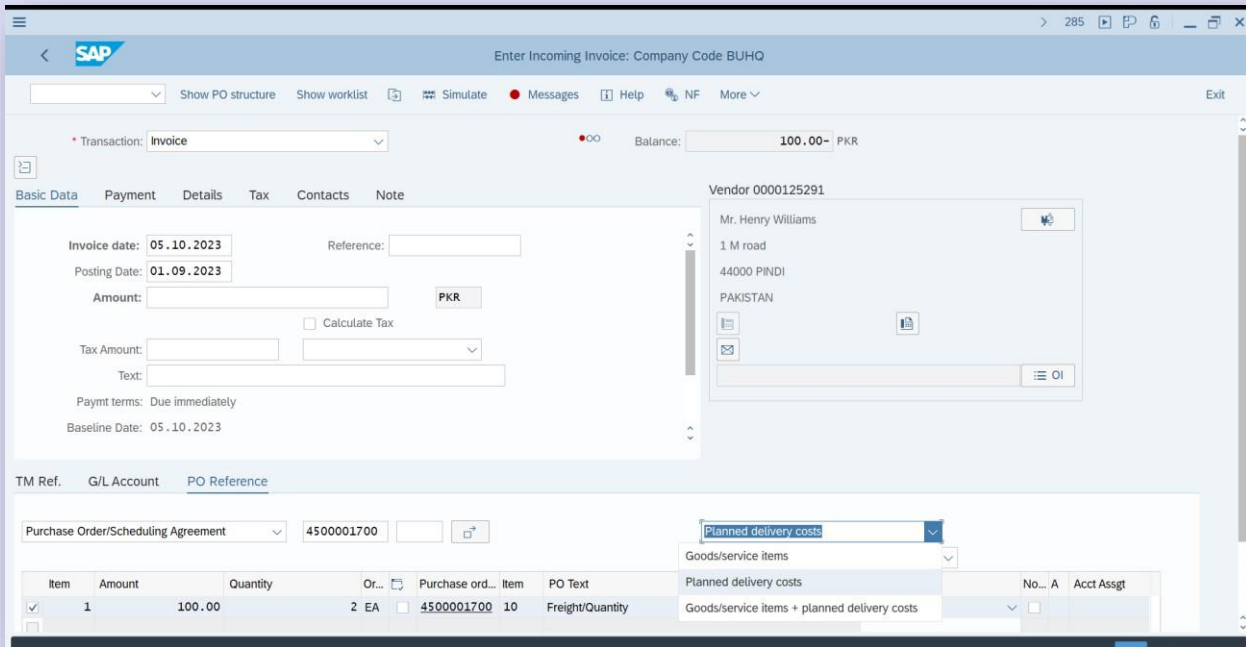 285
SAP
Enter Incoming Invoice: Company Code BUHQ
Show PO structure Show worklist Simulate Messages Help NF More Exit
* Transaction: Invoice Balance: 100.00- PKR
Basic Data Payment Details Tax Contacts Note
Vendor 0000125291
Mr. Henry Williams
Invoice date: 05.10.2023 Reference: 1 M road
Posting Date: 01.09.2023 44000 PINDI
Amount: PKR PAKISTAN
Calculate Tax
Tax Amount:
Text: OI
Paymt terms: Due immediately
Baseline Date: 05.10.2023
TM Ref. G/L Account PO Reference
Purchase Order/Scheduling Agreement 4500001700 Planned delivery costs
Goods/service items
Item Amount Quantity Or... Purchase ord... Item PO Text Planned delivery costs No... A Acct Assgt
1 100.00 2 EA 4500001700 10 Freight/Quantity Goods/service items + planned delivery costs